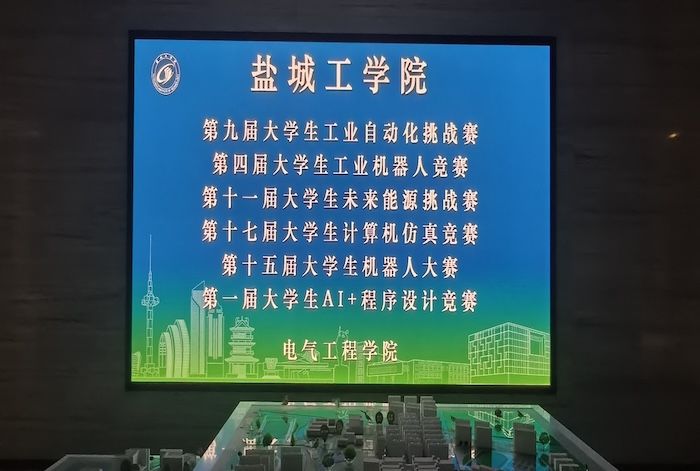 盐城工学院
第九届大学生工业自动化挑战赛
第四届大学生工业机器人竞赛
第十一届大学生未来能源挑战赛
第十七届大学生计算机仿真竞赛
第十五届大学生机器人大赛
第一届大学生AI+程序设计竞赛
电气工程学院